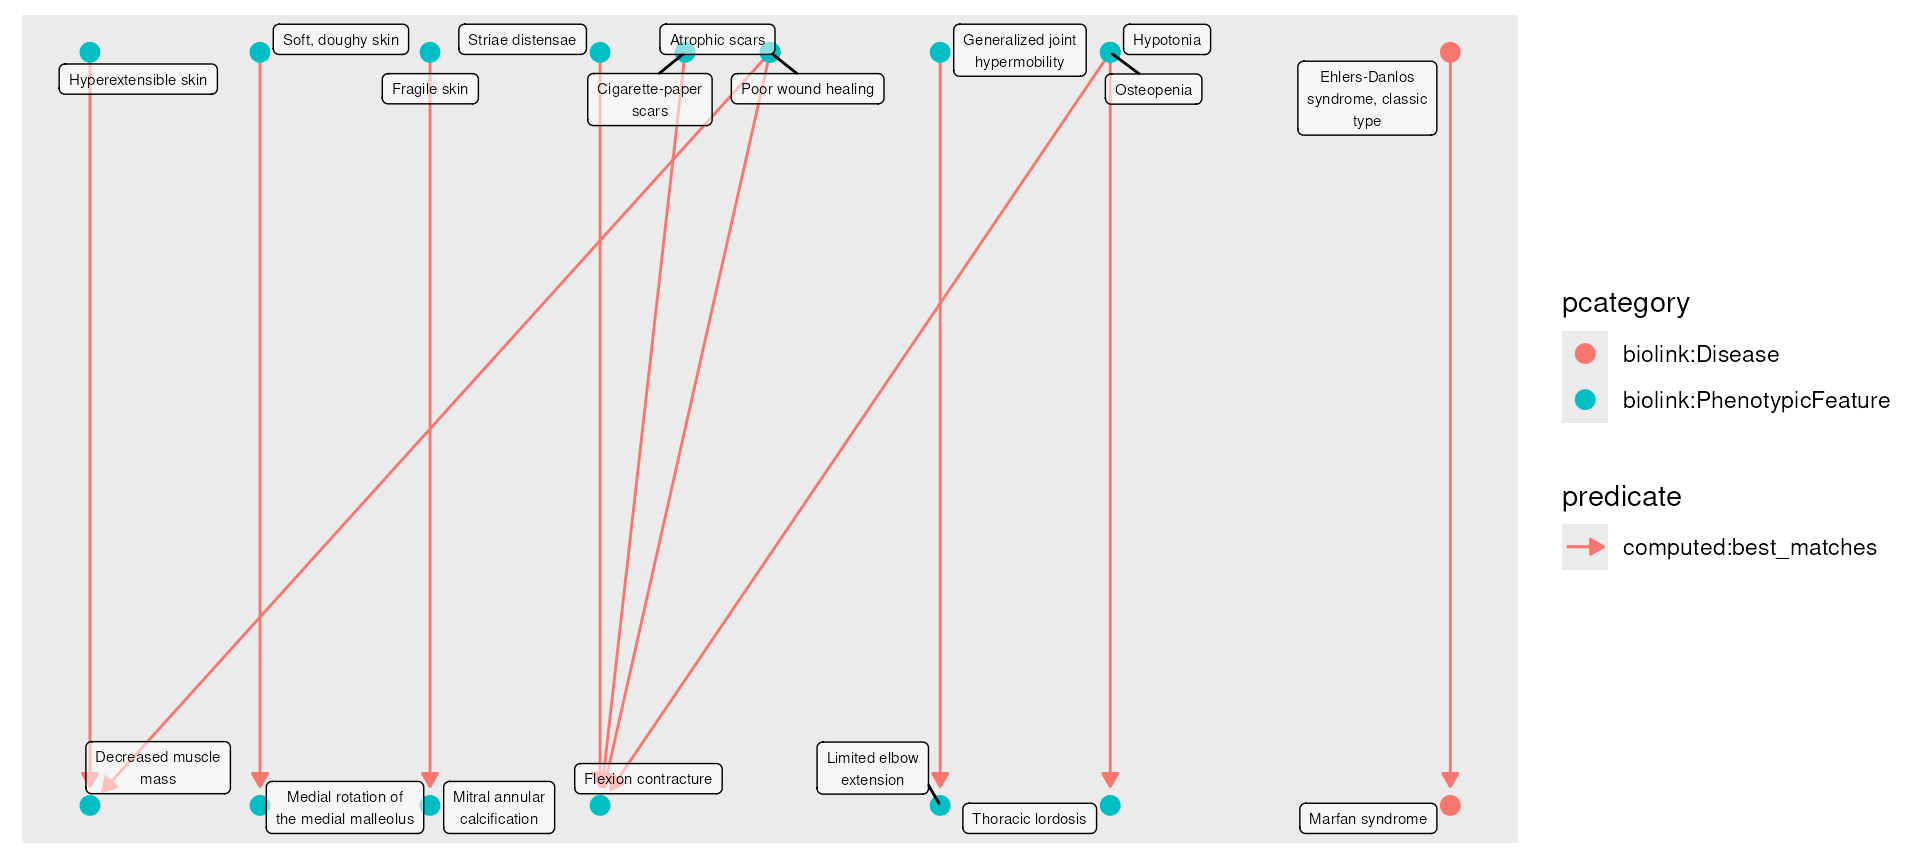 Soft, doughy skin
Striae distensae
Atrophic scars
Generalized joint
hypermobility
Hypotonia
Hyperextensible skin
Fragile skin
Cigarette-paper
scars
Poor wound healing
Osteopenia
Ehlers-Danlos
syndrome, classic
type
Decreased muscle
mass
Medial rotation of
the medial malleolus
Mitral annular
calcification
Flexion contracture
Limited elbow
extension
Thoracic lordosis
Marfan syndrome
pcategory
biolink:Disease
biolink:PhenotypicFeature
predicate
computed:best_matches